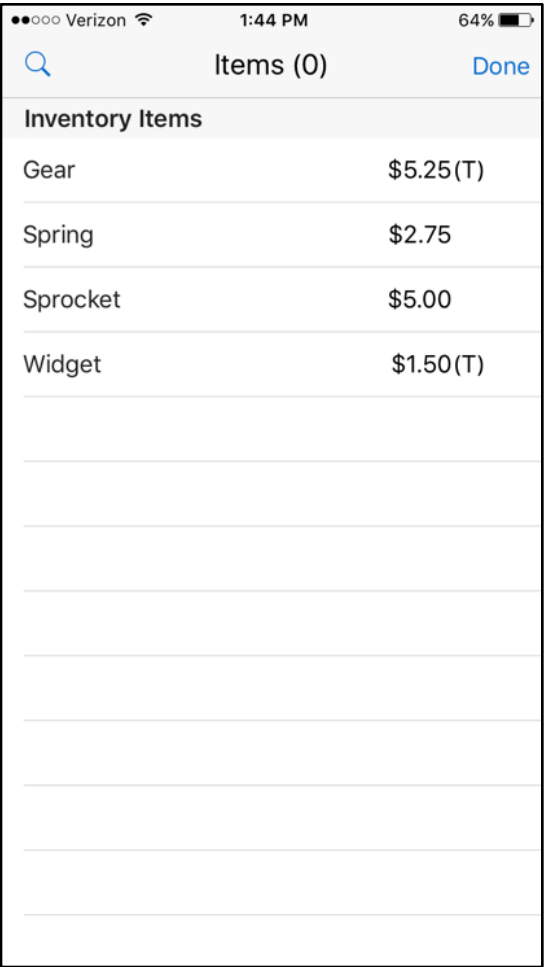 ●●○○○ Verizon 1:44 PM 64%
Items (0) Done
Inventory Items
Gear $5.25(T)
Spring $2.75
Sprocket $5.00
Widget $1.50(T)